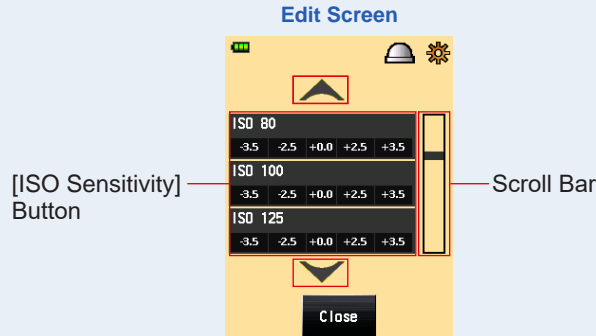 Edit Screen
ISO 80
-3.5 -2.5 +0.0 +2.5 +3.5
ISO 100
-3.5 -2.5 +0.0 +2.5 +3.5
ISO 125
-3.5 -2.5 +0.0 +2.5 +3.5
[ISO Sensitivity]
Button
Scroll Bar
Close